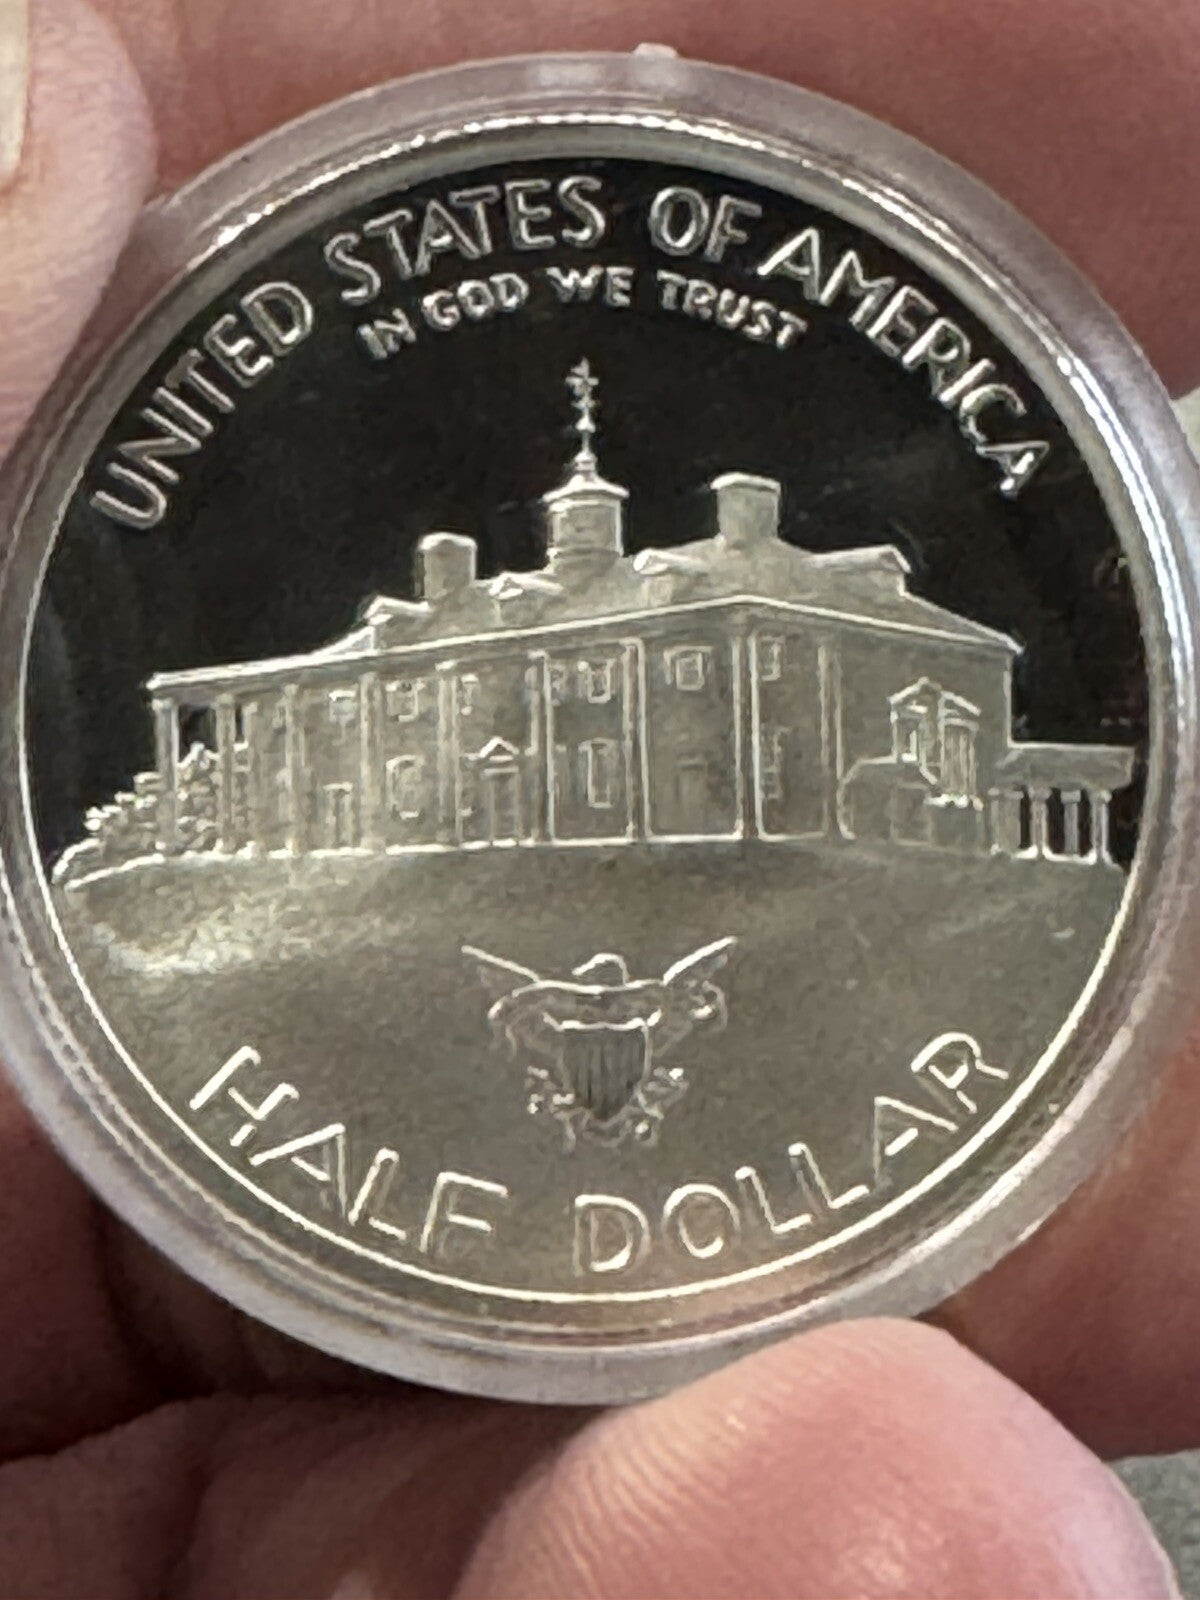 UNITED STATES OF AMERICA
IN GOD WE TRUST
HALF DOLLAR